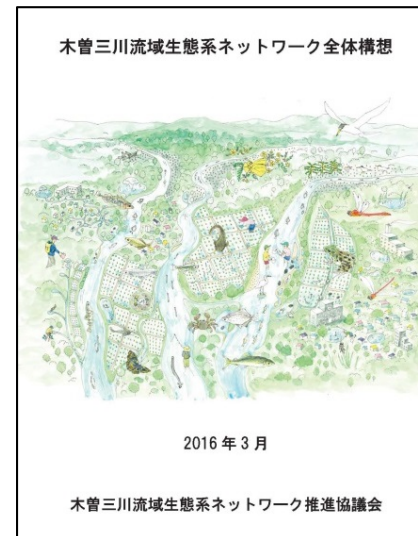 木曽三川流域生態系ネットワーク全体構想
2016 年 3 月
木曽三川流域生態系ネットワーク推進協議会